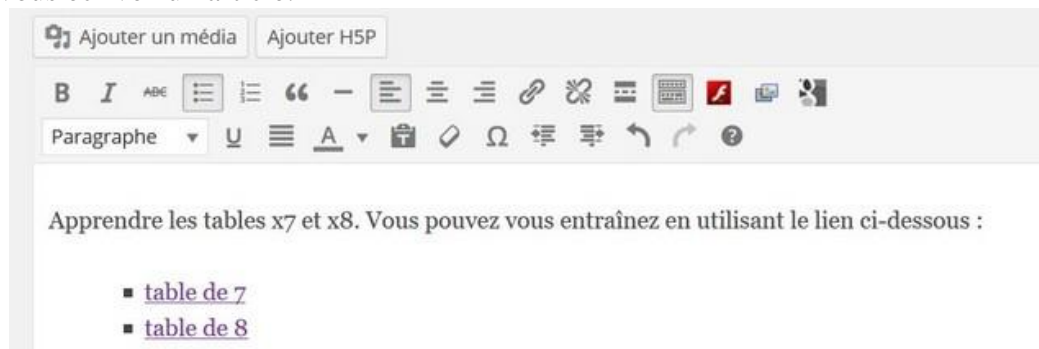 Ajouter un média Ajouter H5P
B I ABC
Paragraphe U A Ω
Apprendre les tables x7 et x8. Vous pouvez vous entraînez en utilisant le lien ci-dessous :
table de 7
table de 8